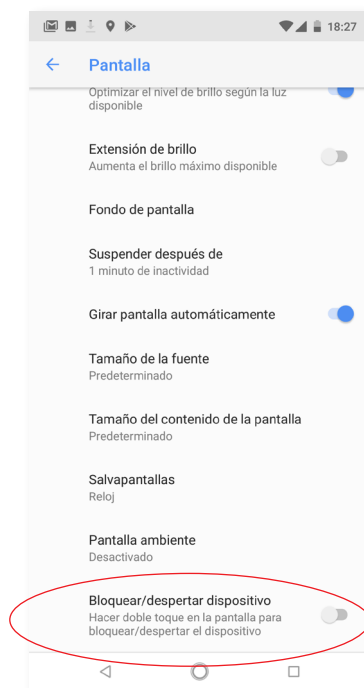 18:27
Pantalla
Optimizar el nivel de brillo según la luz
disponible
Extensión de brillo
Aumenta el brillo máximo disponible
Fondo de pantalla
Suspender después de
1 minuto de inactividad
Girar pantalla automáticamente
Tamaño de la fuente
Predeterminado
Tamaño del contenido de la pantalla
Predeterminado
Salvapantallas
Reloj
Pantalla ambiente
Desactivado
Bloquear/despertar dispositivo
Hacer doble toque en la pantalla para
bloquear/despertar el dispositivo